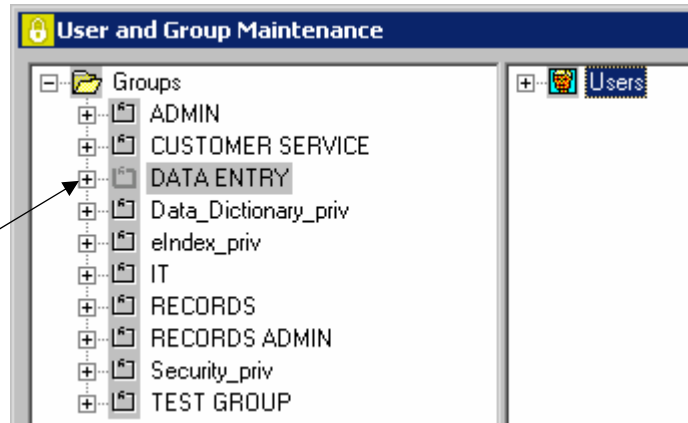 User and Group Maintenance
Groups
ADMIN
CUSTOMER SERVICE
DATA ENTRY
Data_Dictionary_priv
eIndex_priv
IT
RECORDS
RECORDS ADMIN
Security_priv
TEST GROUP
Users